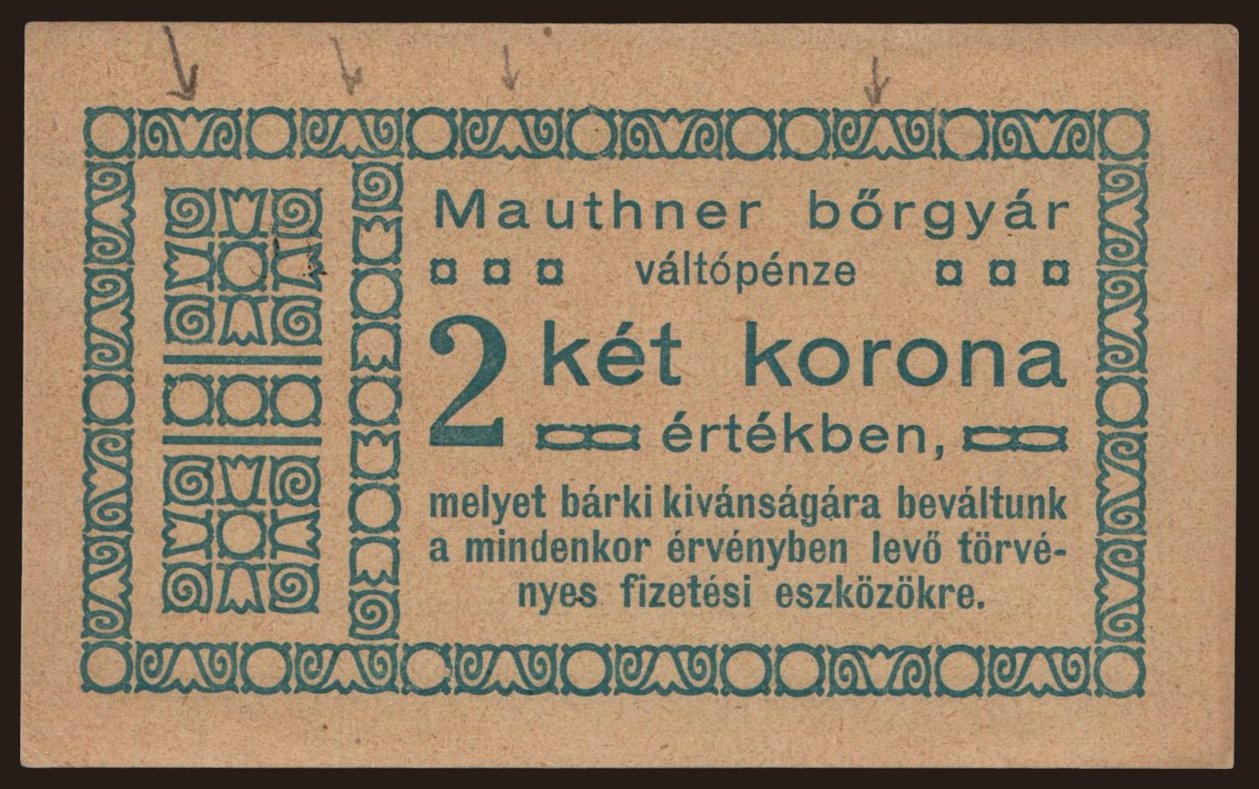 Mauthner bőrgyár
váltópénze
2 két korona
értékben,
melyet bárki kivánságára beváltunk
a mindenkor érvényben levő törvé-
nyes fizetési eszközökre.